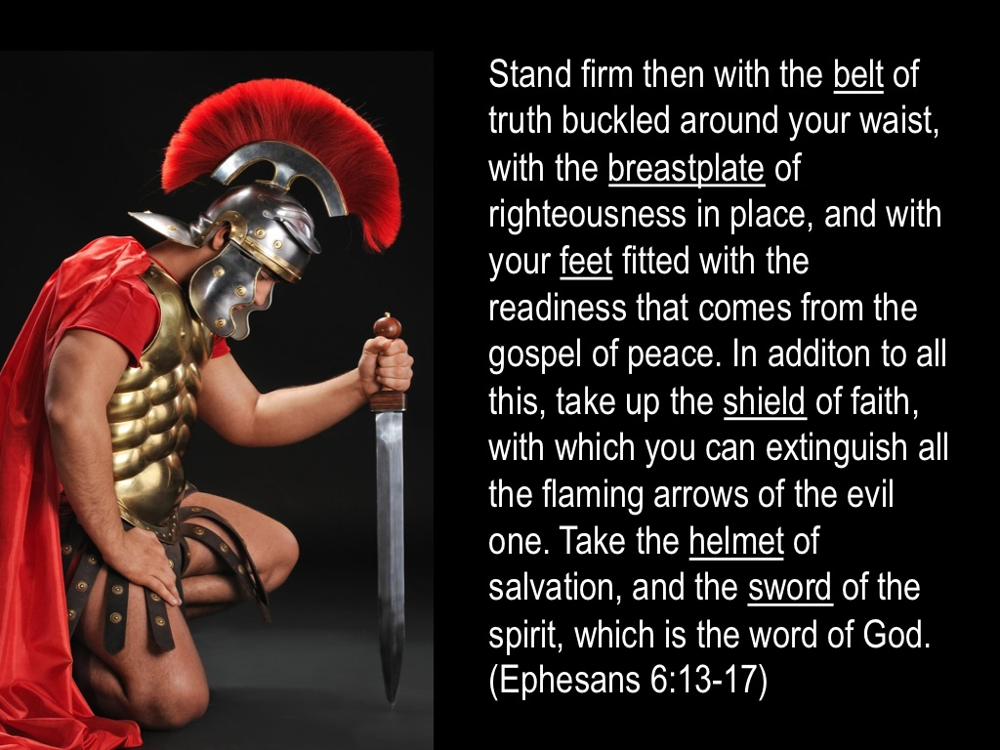 Stand firm then with the belt of
truth buckled around your waist,
with the breastplate of
righteousness in place, and with
your feet fitted with the
readiness that comes from the
gospel of peace. In additon to all
this, take up the shield of faith,
with which you can extinguish all
the flaming arrows of the evil
one. Take the helmet of
salvation, and the sword of the
spirit, which is the word of God.
(Ephesans 6:13-17)